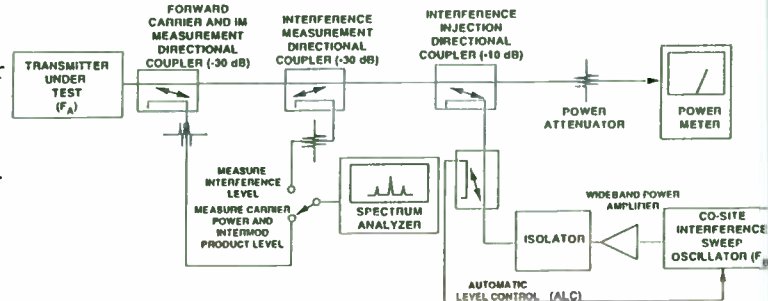 FORWARD
CARRIER AND IM
MEASUREMENT
DIRECTIONAL
COUPLER (-30 dB)
INTERFERENCE
MEASUREMENT
DIRECTIONAL
COUPLER (-30 dB)
INTERFERENCE
INJECTION
DIRECTIONAL
COUPLER (-10 dB)
TRANSMITTER
UNDER
TEST
(FA)
POWER
ATTENUATOR
POWER
METER
MEASURE
INTERFERENCE
LEVEL
MEASURE CARRIER
POWER AND
INTERMOD
PRODUCT LEVEL
SPECTRUM
ANALYZER
ISOLATOR
WIDEBAND POWER
AMPLIFIER
CO-SITE
INTERFERENCE
SWEEP
OSCILLATOR (F
AUTOMATIC
LEVEL CONTROL (ALC)